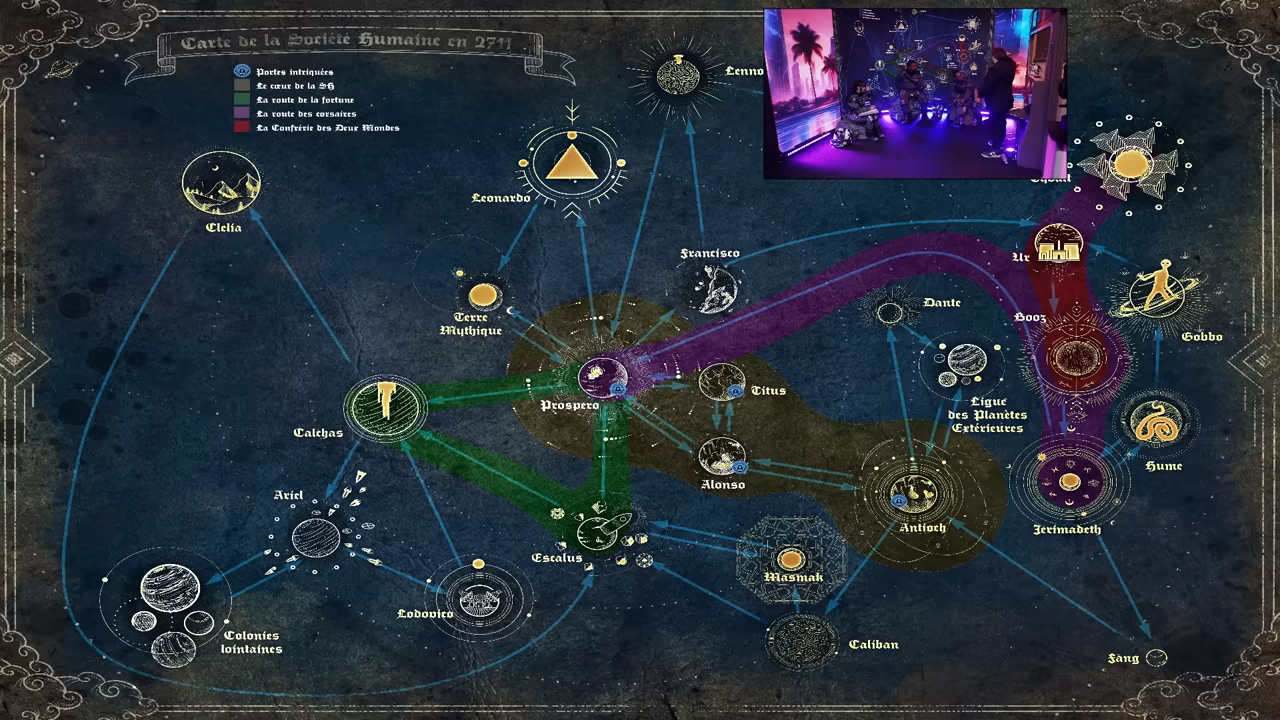 Carte de la Société Humaine en 2711
Portes intriquées
Le cœur de la SH
La route de la fortune
La route des corsaires
La Confrérie des Deux Mondes
Lenno
Leonardo
Clelia
Ur
Francisco
Terre
Mythique
Dante
Booz
Gobbo
Prospero
Titus
Ligue
des Planètes
Extérieures
Calchas
Alonso
Hume
Ariel
Antioch
Jerimadeth
Escalus
Masmak
Lodovico
Colonies
lointaines
Caliban
Fang